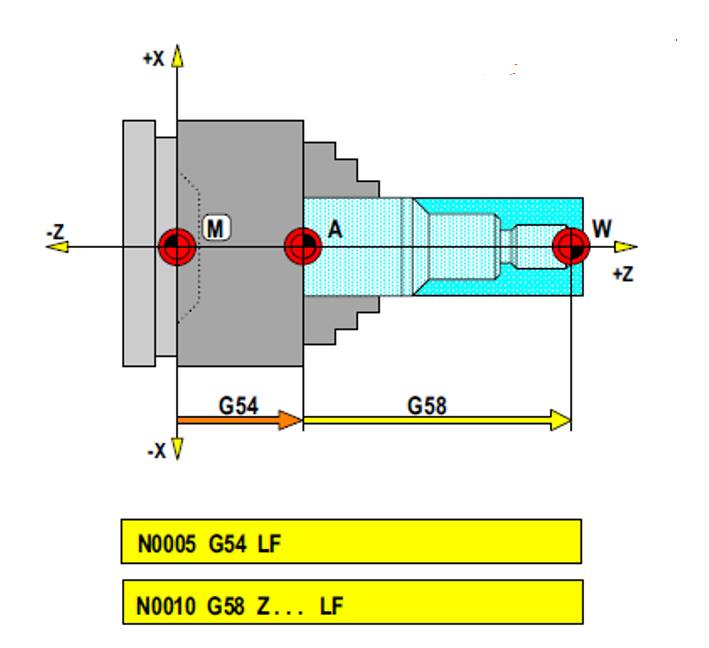 +X
-Z
M
A
W
+Z
G54
G58
-X
N0005 G54 LF
N0010 G58 Z... LF